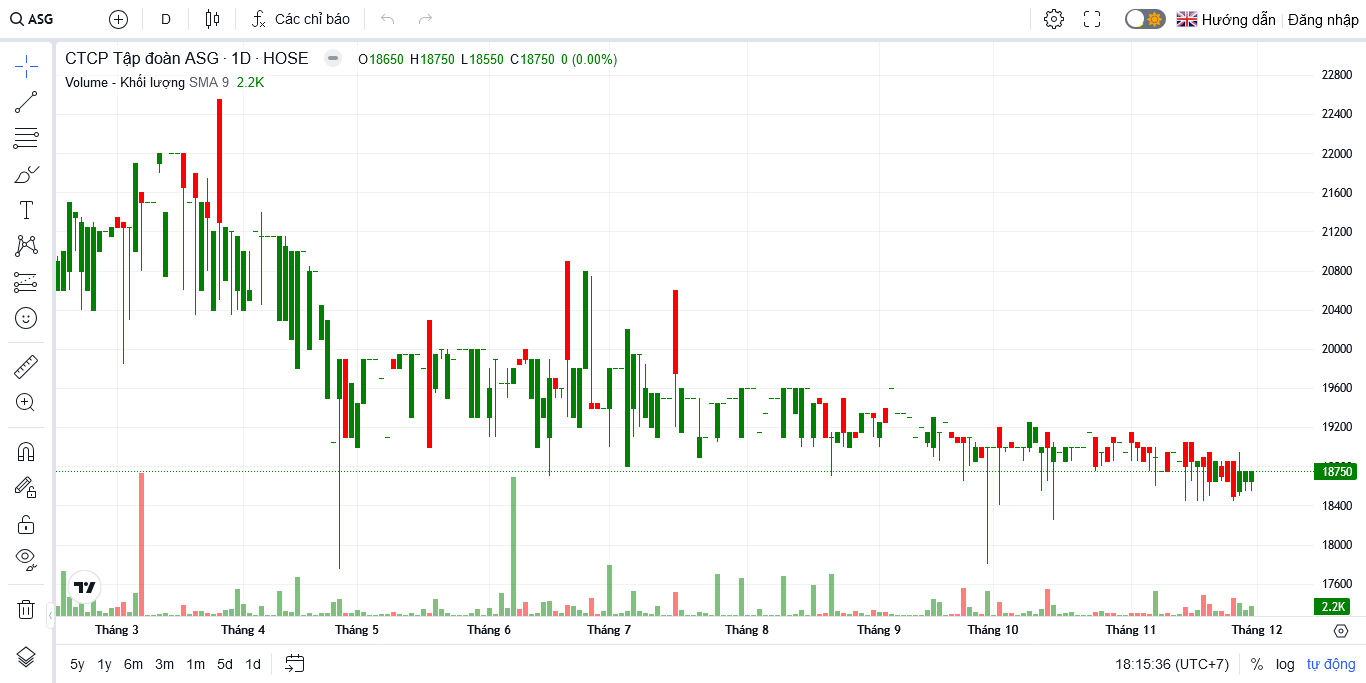 ASG D Các chỉ báo Hướng dẫn Đăng nhập
CTCP Tập đoàn ASG · 1D · HOSE O18650 H18750 L18550 C18750 0 (0.00%)
Volume - Khối lượng SMA 9 2.2K
22800
22400
22000
21600
21200
20800
20400
20000
19600
19200
18750
18400
18000
17600
2.2K
Tháng 3 Tháng 4 Tháng 5 Tháng 6 Tháng 7 Tháng 8 Tháng 9 Tháng 10 Tháng 11 Tháng 12
5y 1y 6m 3m 1m 5d 1d 18:15:36 (UTC+7) % log tự động